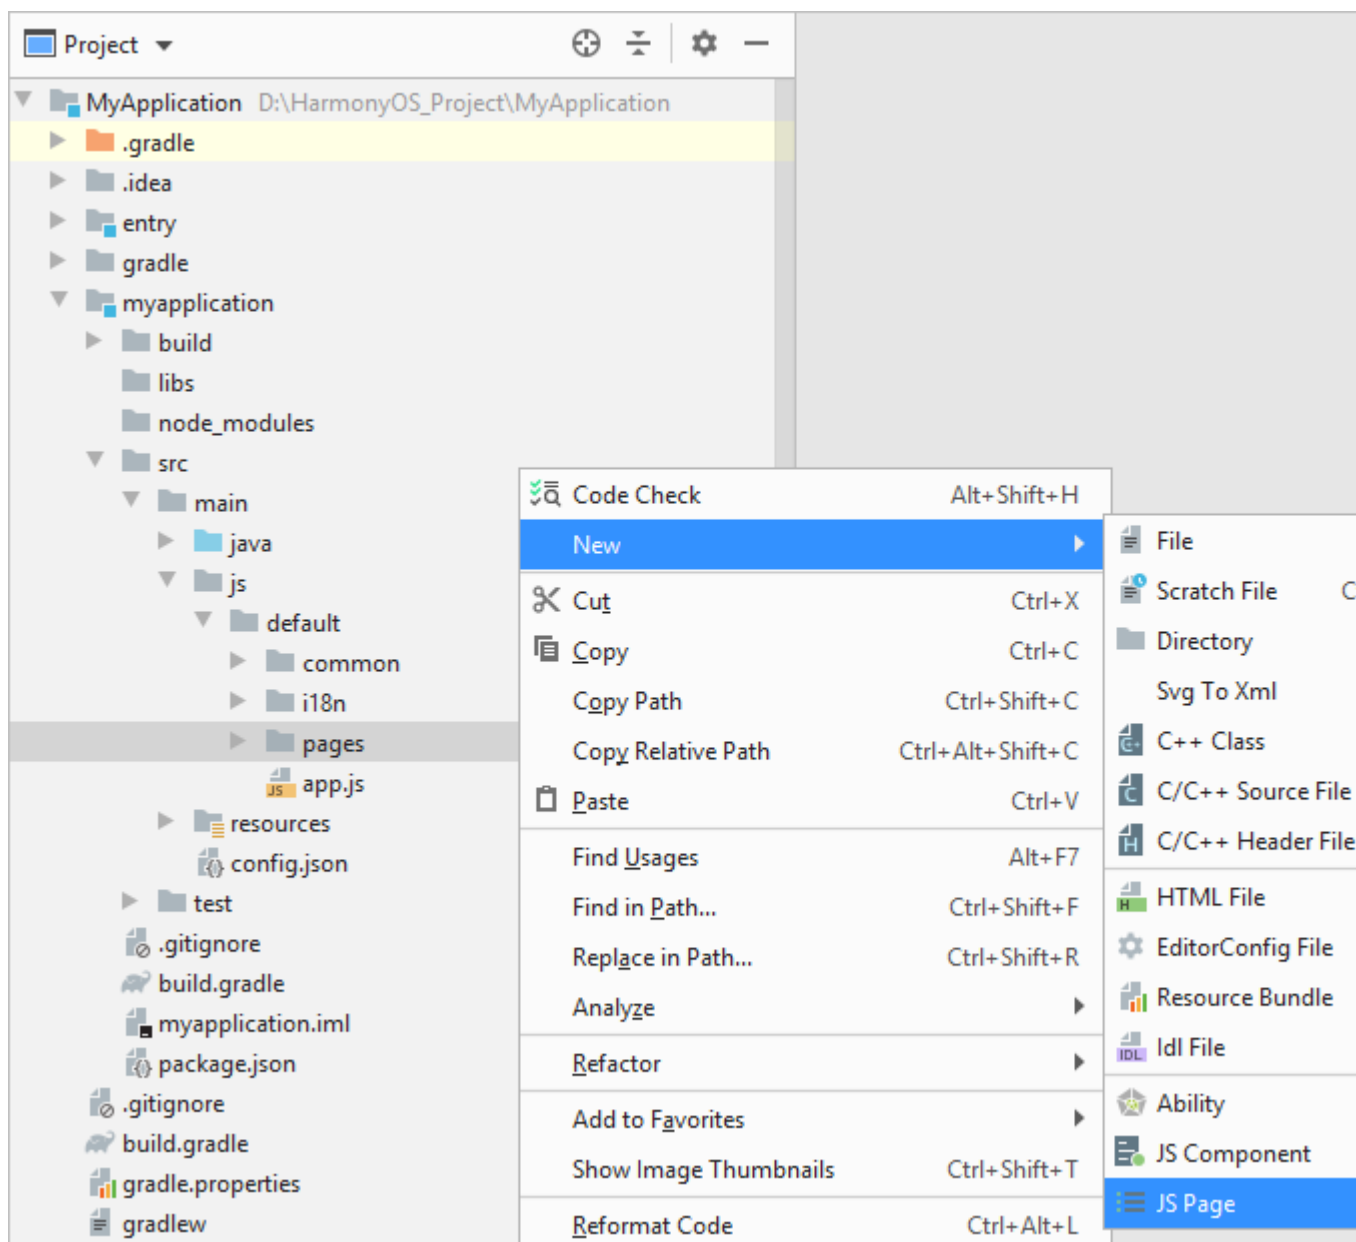 Project
MyApplication D:\HarmonyOS_Project\MyApplication
.gradle
.idea
entry
gradle
myapplication
build
libs
node_modules
src
main
java
js
default
common
i18n
pages
app.js
JS
resources
config.json
test
.gitignore
build.gradle
myapplication.iml
package.json
.gitignore
build.gradle
gradle.properties
gradlew
Code Check Alt+Shift+H
New
Cut Ctrl+X
Copy Ctrl+C
Copy Path Ctrl+Shift+C
Copy Relative Path Ctrl+Alt+Shift+C
Paste Ctrl+V
Find Usages Alt+F7
Find in Path... Ctrl+Shift+F
Replace in Path... Ctrl+Shift+R
Analyze
Refactor
Add to Favorites
Show Image Thumbnails Ctrl+Shift+T
Reformat Code Ctrl+Alt+L
File
Scratch File C
Directory
Svg To Xml
C++ Class
C/C++ Source File
C/C++ Header File
HTML File
EditorConfig File
Resource Bundle
IDL Idl File
Ability
JS Component
JS Page